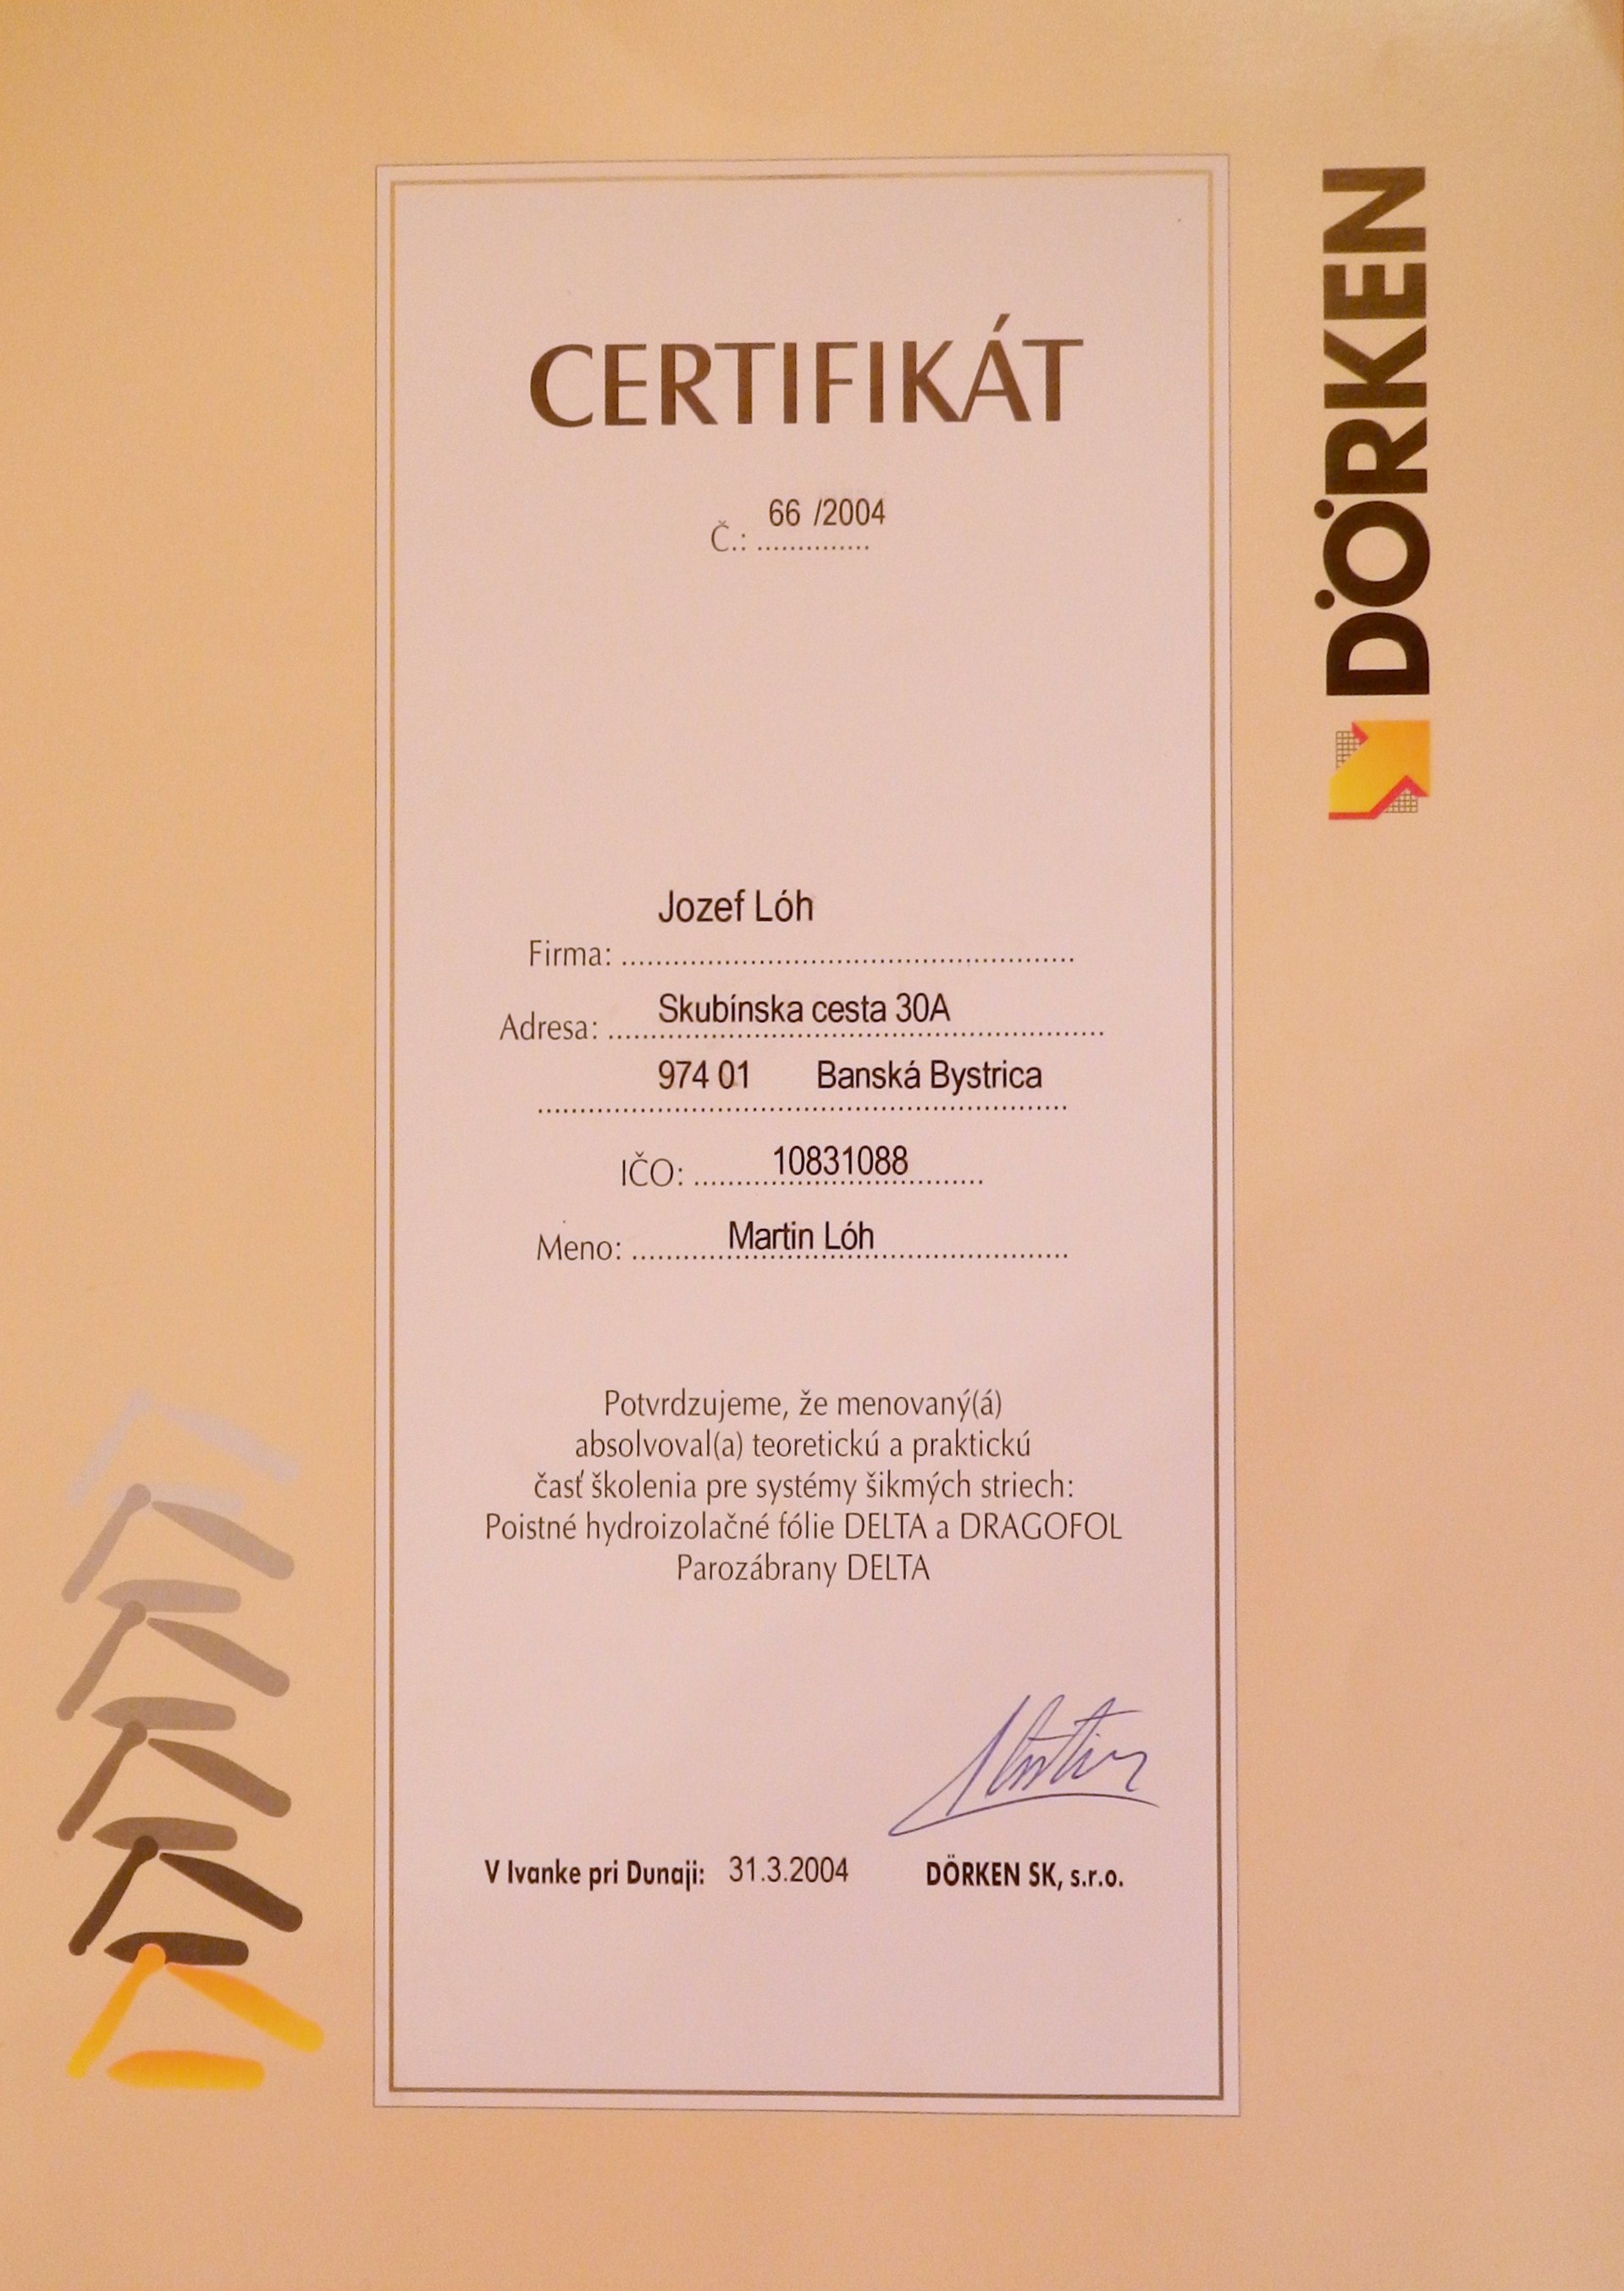 CERTIFIKÁT
Č.: 66 /2004
Firma: Jozef Lóh
Adresa: Skubínska cesta 30A
974 01 Banská Bystrica
IČO: 10831088
Meno: Martin Lóh
Potvrdzujeme, že menovaný(á)
absolvoval(a) teoretickú a praktickú
časť školenia pre systémy šikmých striech:
Poistné hydroizolačné fólie DELTA a DRAGOFOL
Parozábrany DELTA
V Ivanke pri Dunaji: 31.3.2004 DÖRKEN SK, s.r.o.
DÖRKEN